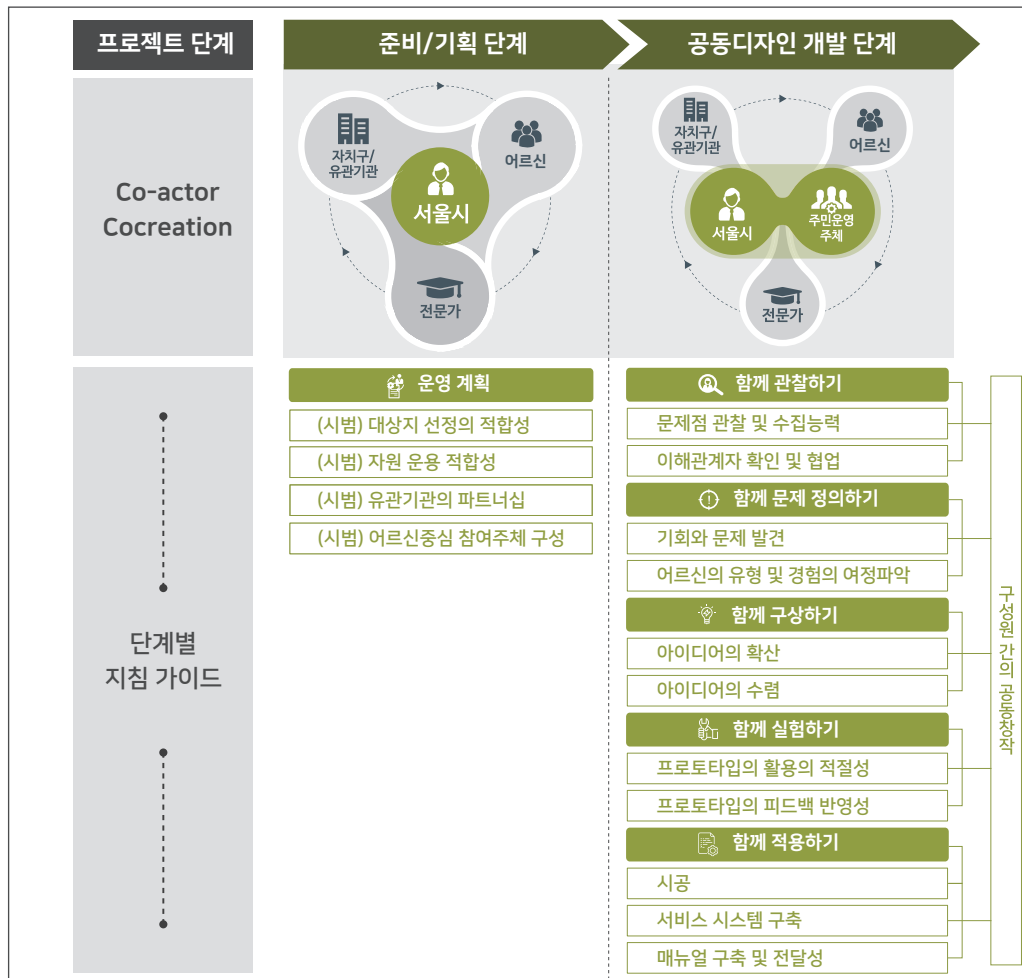 프로젝트 단계
준비/기획 단계
공동디자인 개발 단계
Co-actor
Cocreation
자치구/
유관기관
어르신
서울시
전문가
자치구/
유관기관
어르신
서울시
주민운영
주체
전문가
단계별
지침 가이드
운영 계획
(시범) 대상지 선정의 적합성
(시범) 자원 운용 적합성
(시범) 유관기관의 파트너십
(시범) 어르신중심 참여주체 구성
함께 관찰하기
문제점 관찰 및 수집능력
이해관계자 확인 및 협업
함께 문제 정의하기
기회와 문제 발견
어르신의 유형 및 경험의 여정파악
함께 구상하기
아이디어의 확산
아이디어의 수렴
함께 실험하기
프로토타입의 활용의 적절성
프로토타입의 피드백 반영성
함께 적용하기
시공
서비스 시스템 구축
매뉴얼 구축 및 전달성
구성원 간의 공동창작